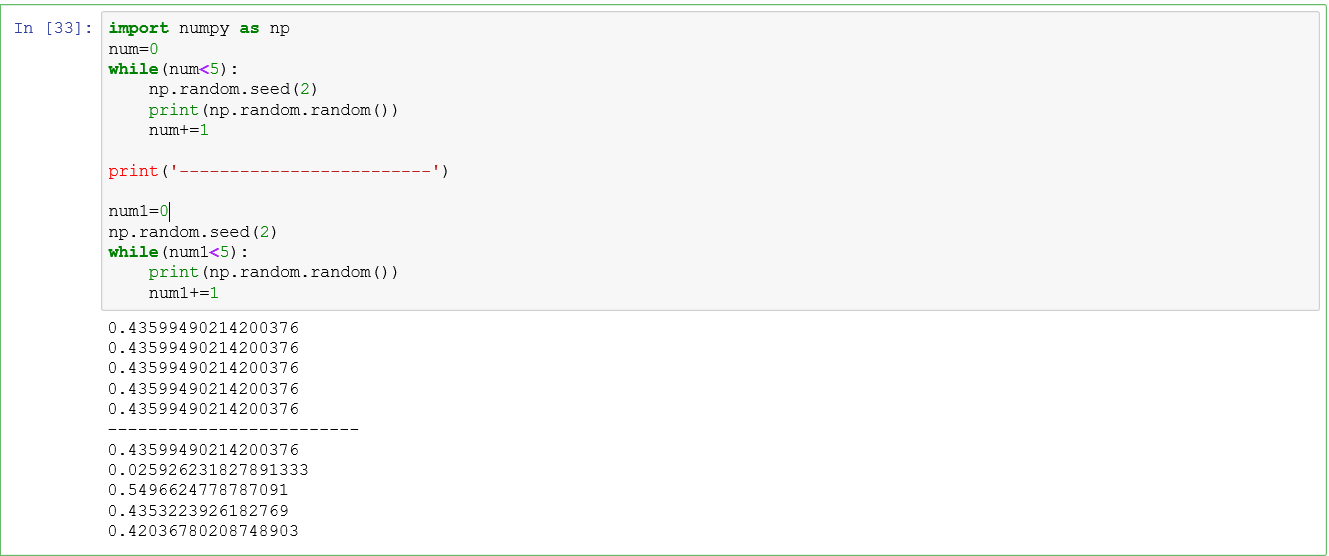 In [33]: import numpy as np
num=0
while(num<5):
    np.random.seed(2)
    print(np.random.random())
    num+=1
print('-------------------------')
num1=0
np.random.seed(2)
while(num1<5):
    print(np.random.random())
    num1+=1
0.43599490214200376
0.43599490214200376
0.43599490214200376
0.43599490214200376
0.43599490214200376
-------------------------
0.43599490214200376
0.025926231827891333
0.5496624778787091
0.4353223926182769
0.42036780208748903